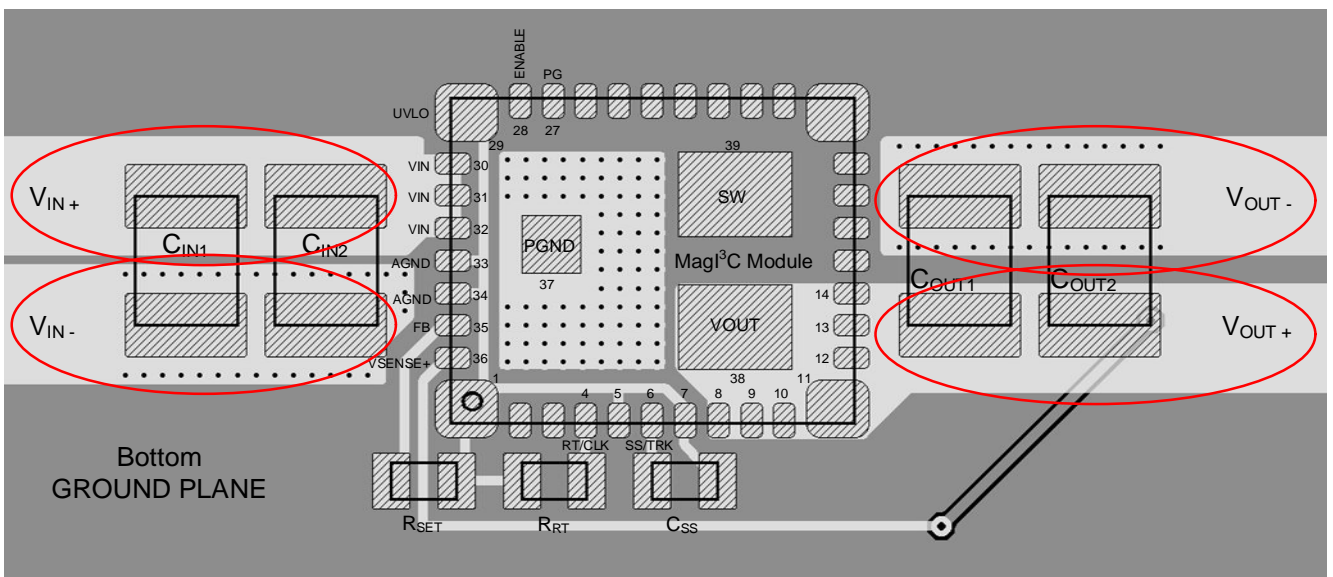 ENABLE
PG
UVLO
28
27
29
39
VIN
30
VIN
31
VIN
32
AGND
33
AGND
34
FB
35
VSENSE+
36
VIN +
CIN1
CIN2
VIN -
PGND
37
SW
MagI³C Module
VOUT
38
14
13
12
11
1
4
5
6
7
8
9
10
RT/CLK
SS/TRK
VOUT -
COUT1
COUT2
VOUT +
Bottom
GROUND PLANE
RSET
RRT
CSS